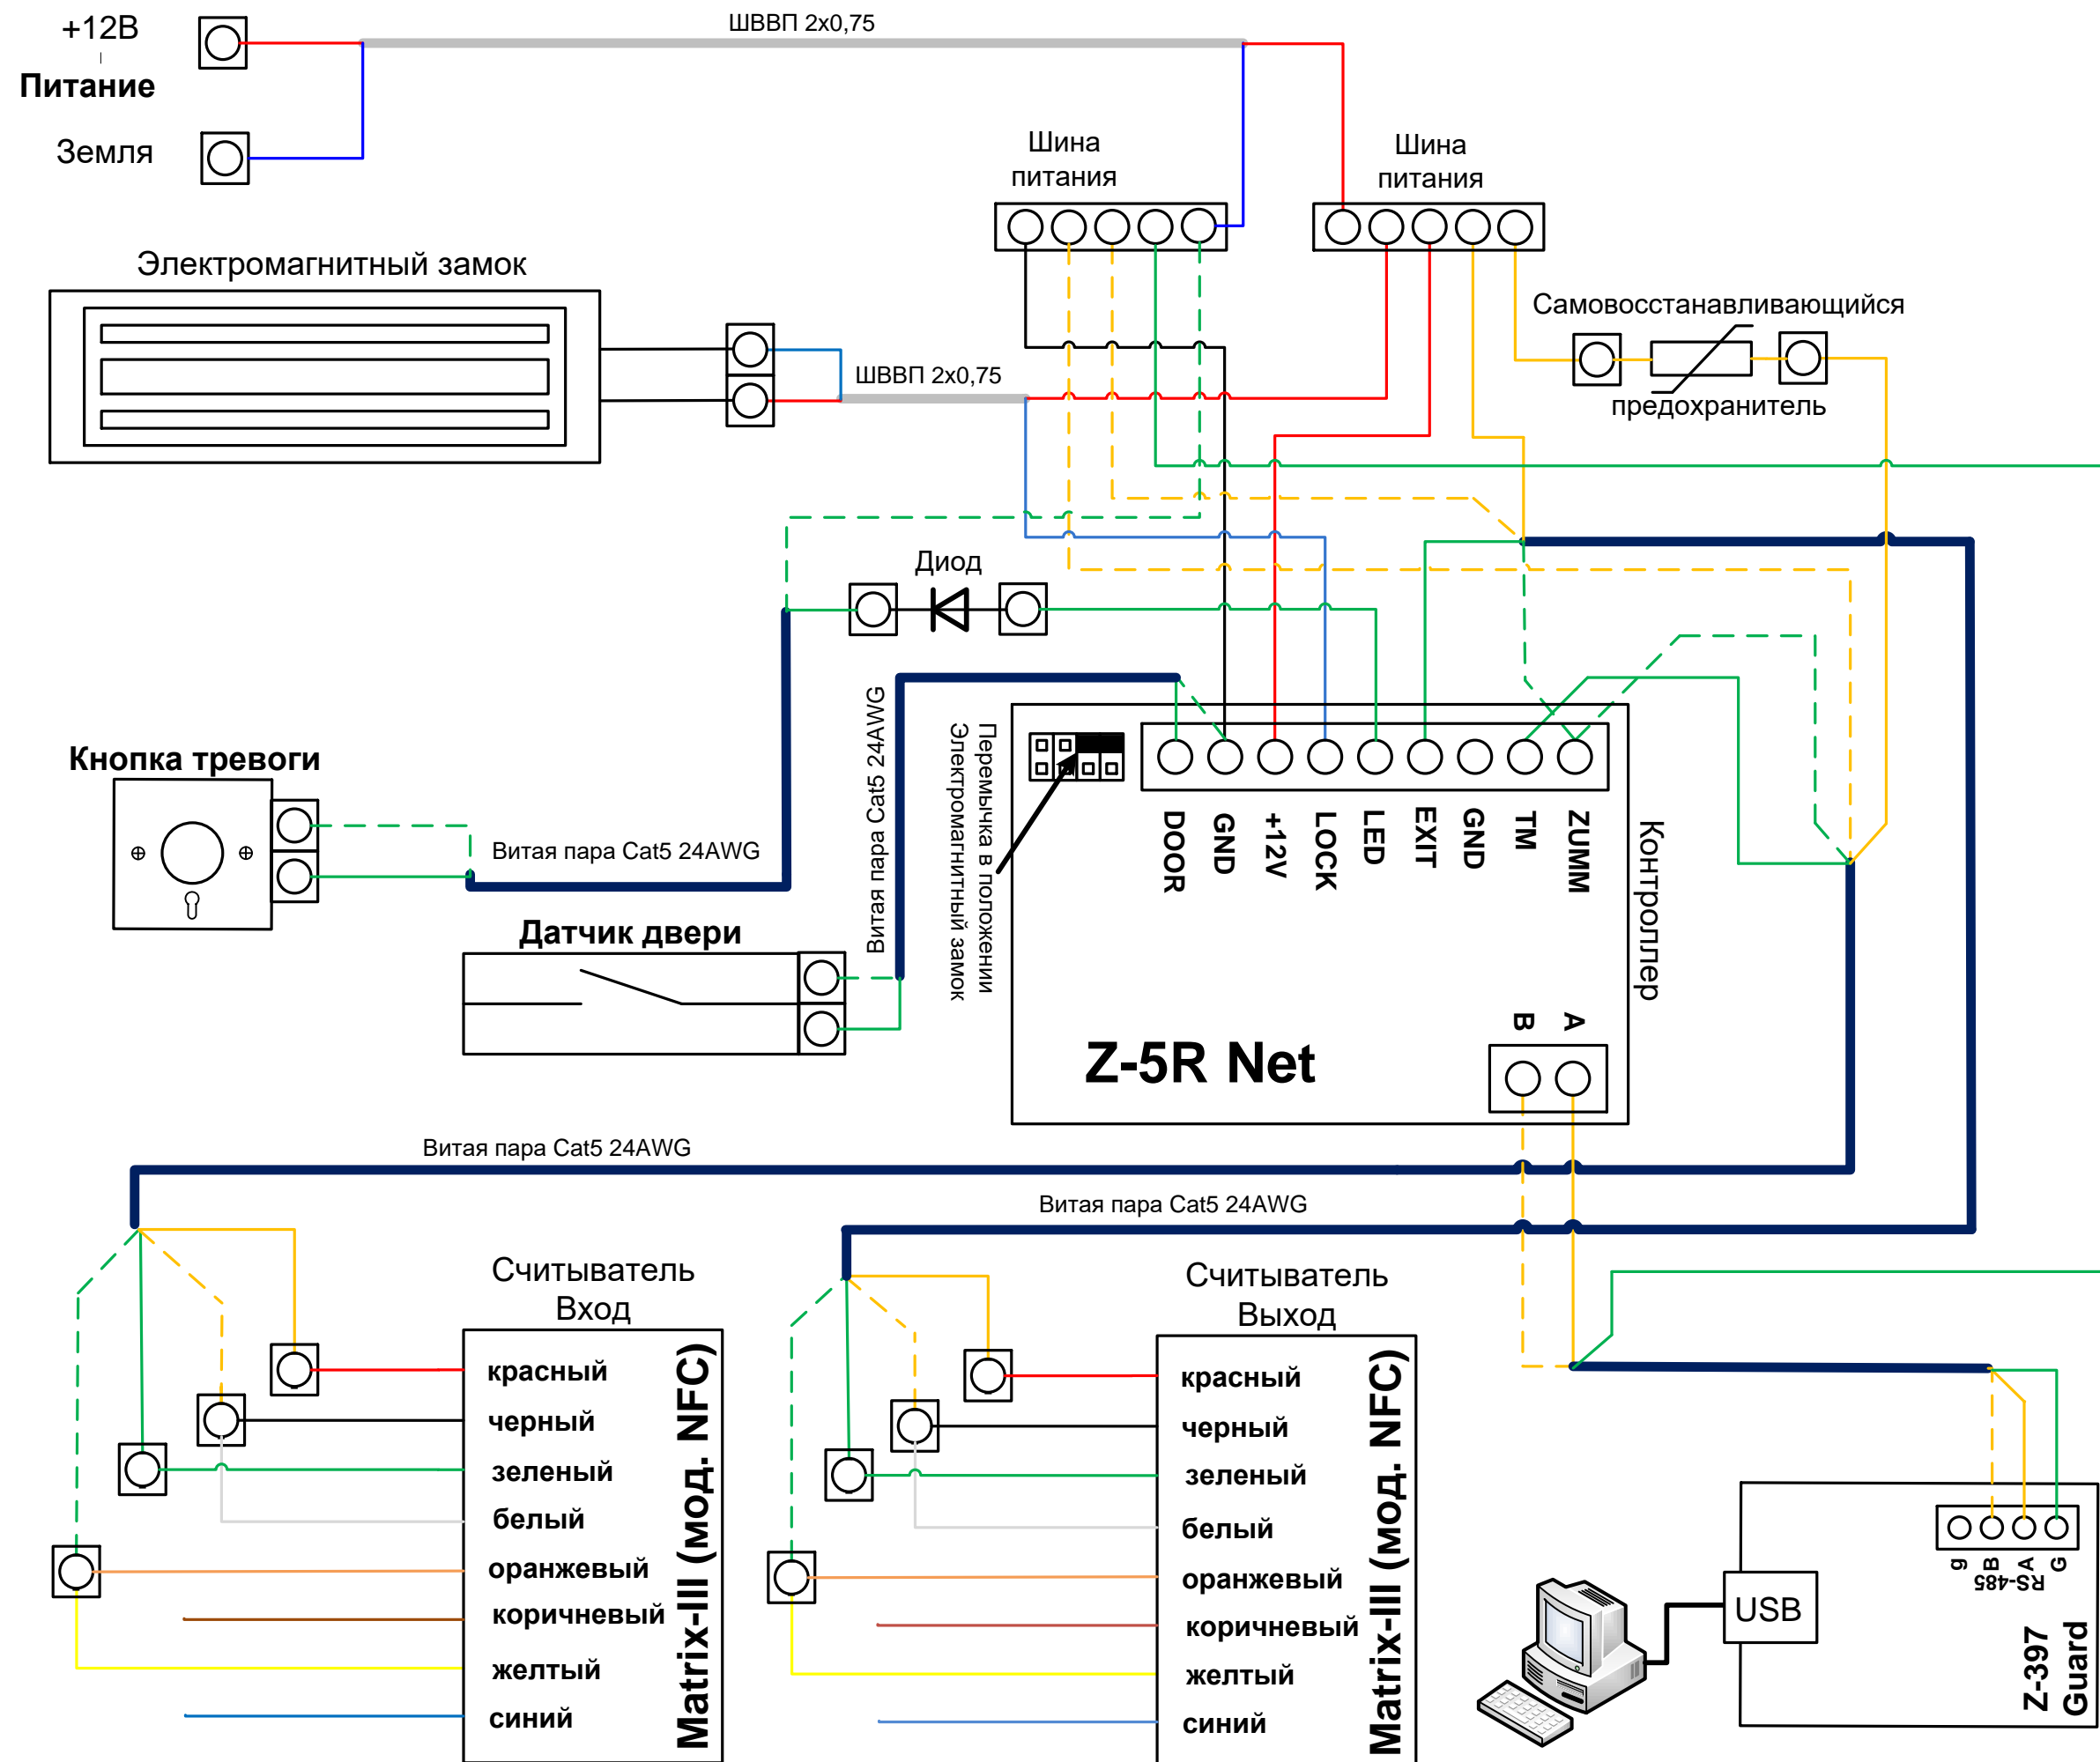 +12В
Питание
Земля
ШВВП 2х0,75
Шина
питания
Шина
питания
Электромагнитный замок
ШВВП 2х0,75
Самовосстанавливающийся
предохранитель
Диод
Кнопка тревоги
Витая пара Cat5 24AWG
Датчик двери
Витая пара Cat5 24AWG
Перемычка в положении
Электромагнитный замок
DOOR
GND
+12V
LOCK
LED
EXIT
GND
TM
ZUMM
Контроллер
B
A
Z-5R Net
Витая пара Cat5 24AWG
Витая пара Cat5 24AWG
Считыватель
Вход
красный
черный
зеленый
белый
оранжевый
коричневый
желтый
синий
Matrix-III (мод. NFC)
Считыватель
Выход
красный
черный
зеленый
белый
оранжевый
коричневый
желтый
синий
Matrix-III (мод. NFC)
USB
g
B
A
G
RS-485
Z-397
Guard